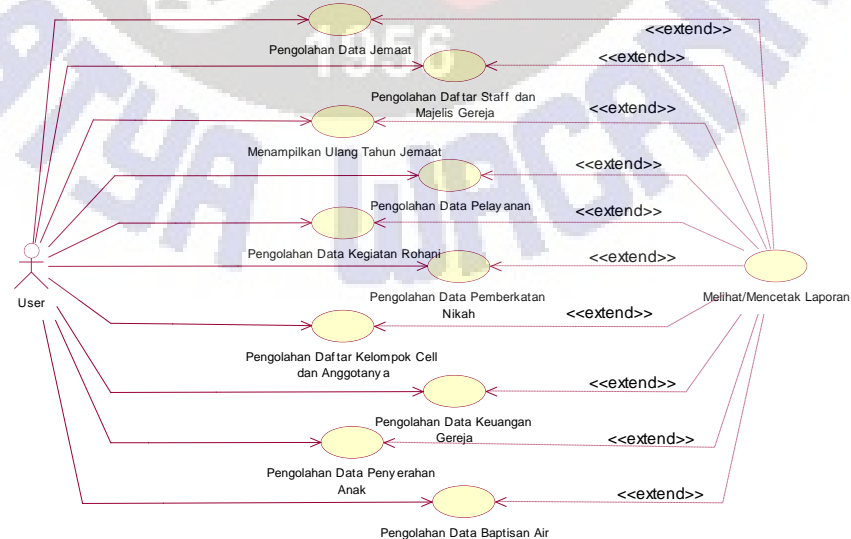 <<extend>>
Pengolahan Data Jemaat
1956
<<extend>>
Pengolahan Daftar Staff dan
Majelis Gereja
<<extend>>
Menampilkan Ulang Tahun Jemaat
<<extend>>
Pengolahan Data Pelayanan
<<extend>>
Pengolahan Data Kegiatan Rohani
<<extend>>
User
Pengolahan Data Pemberkatan
Nikah
Melihat/Mencetak Laporan
<<extend>>
Pengolahan Daftar Kelompok Cell
dan Anggotanya
<<extend>>
Pengolahan Data Keuangan
Gereja
<<extend>>
Pengolahan Data Penyerahan
Anak
<<extend>>
Pengolahan Data Baptisan Air